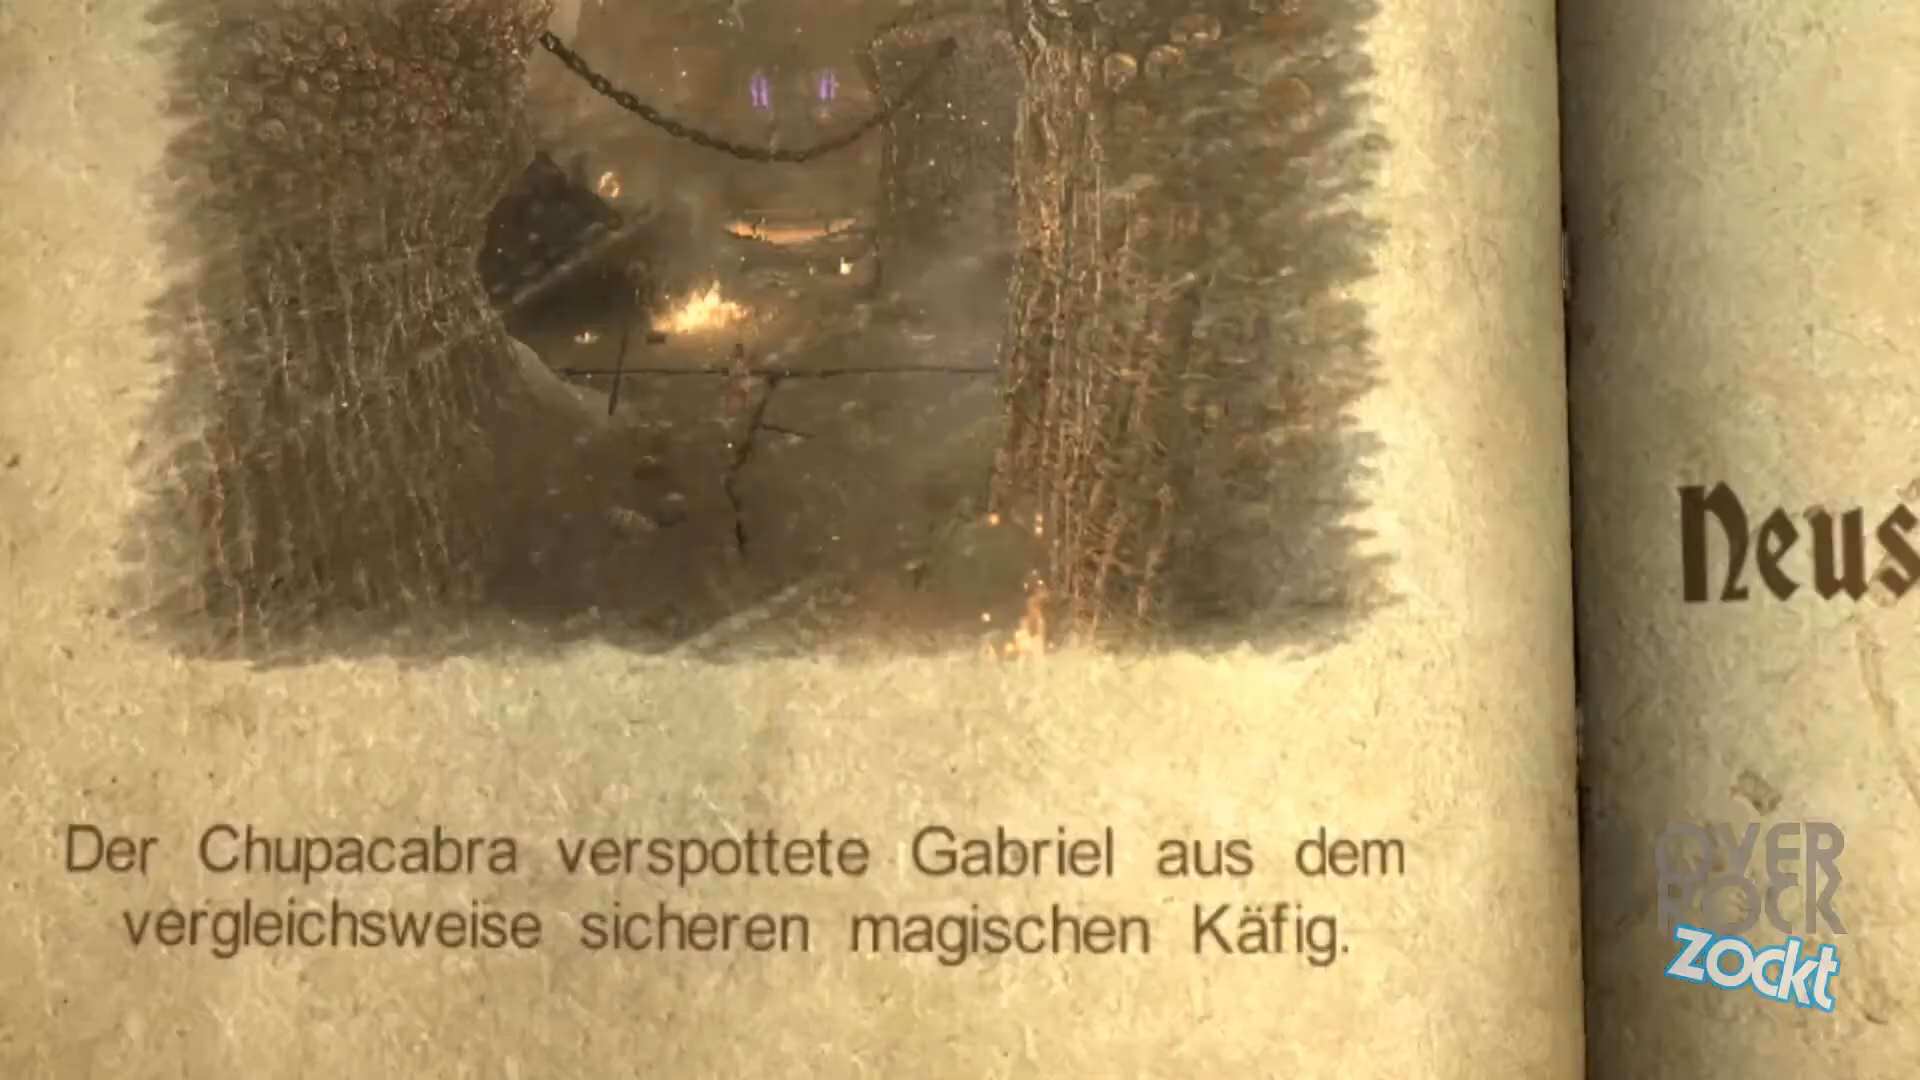 Der Chupacabra verspottete Gabriel aus dem
vergleichsweise sicheren magischen Käfig.
Neus
OVER
ROCK
zockt